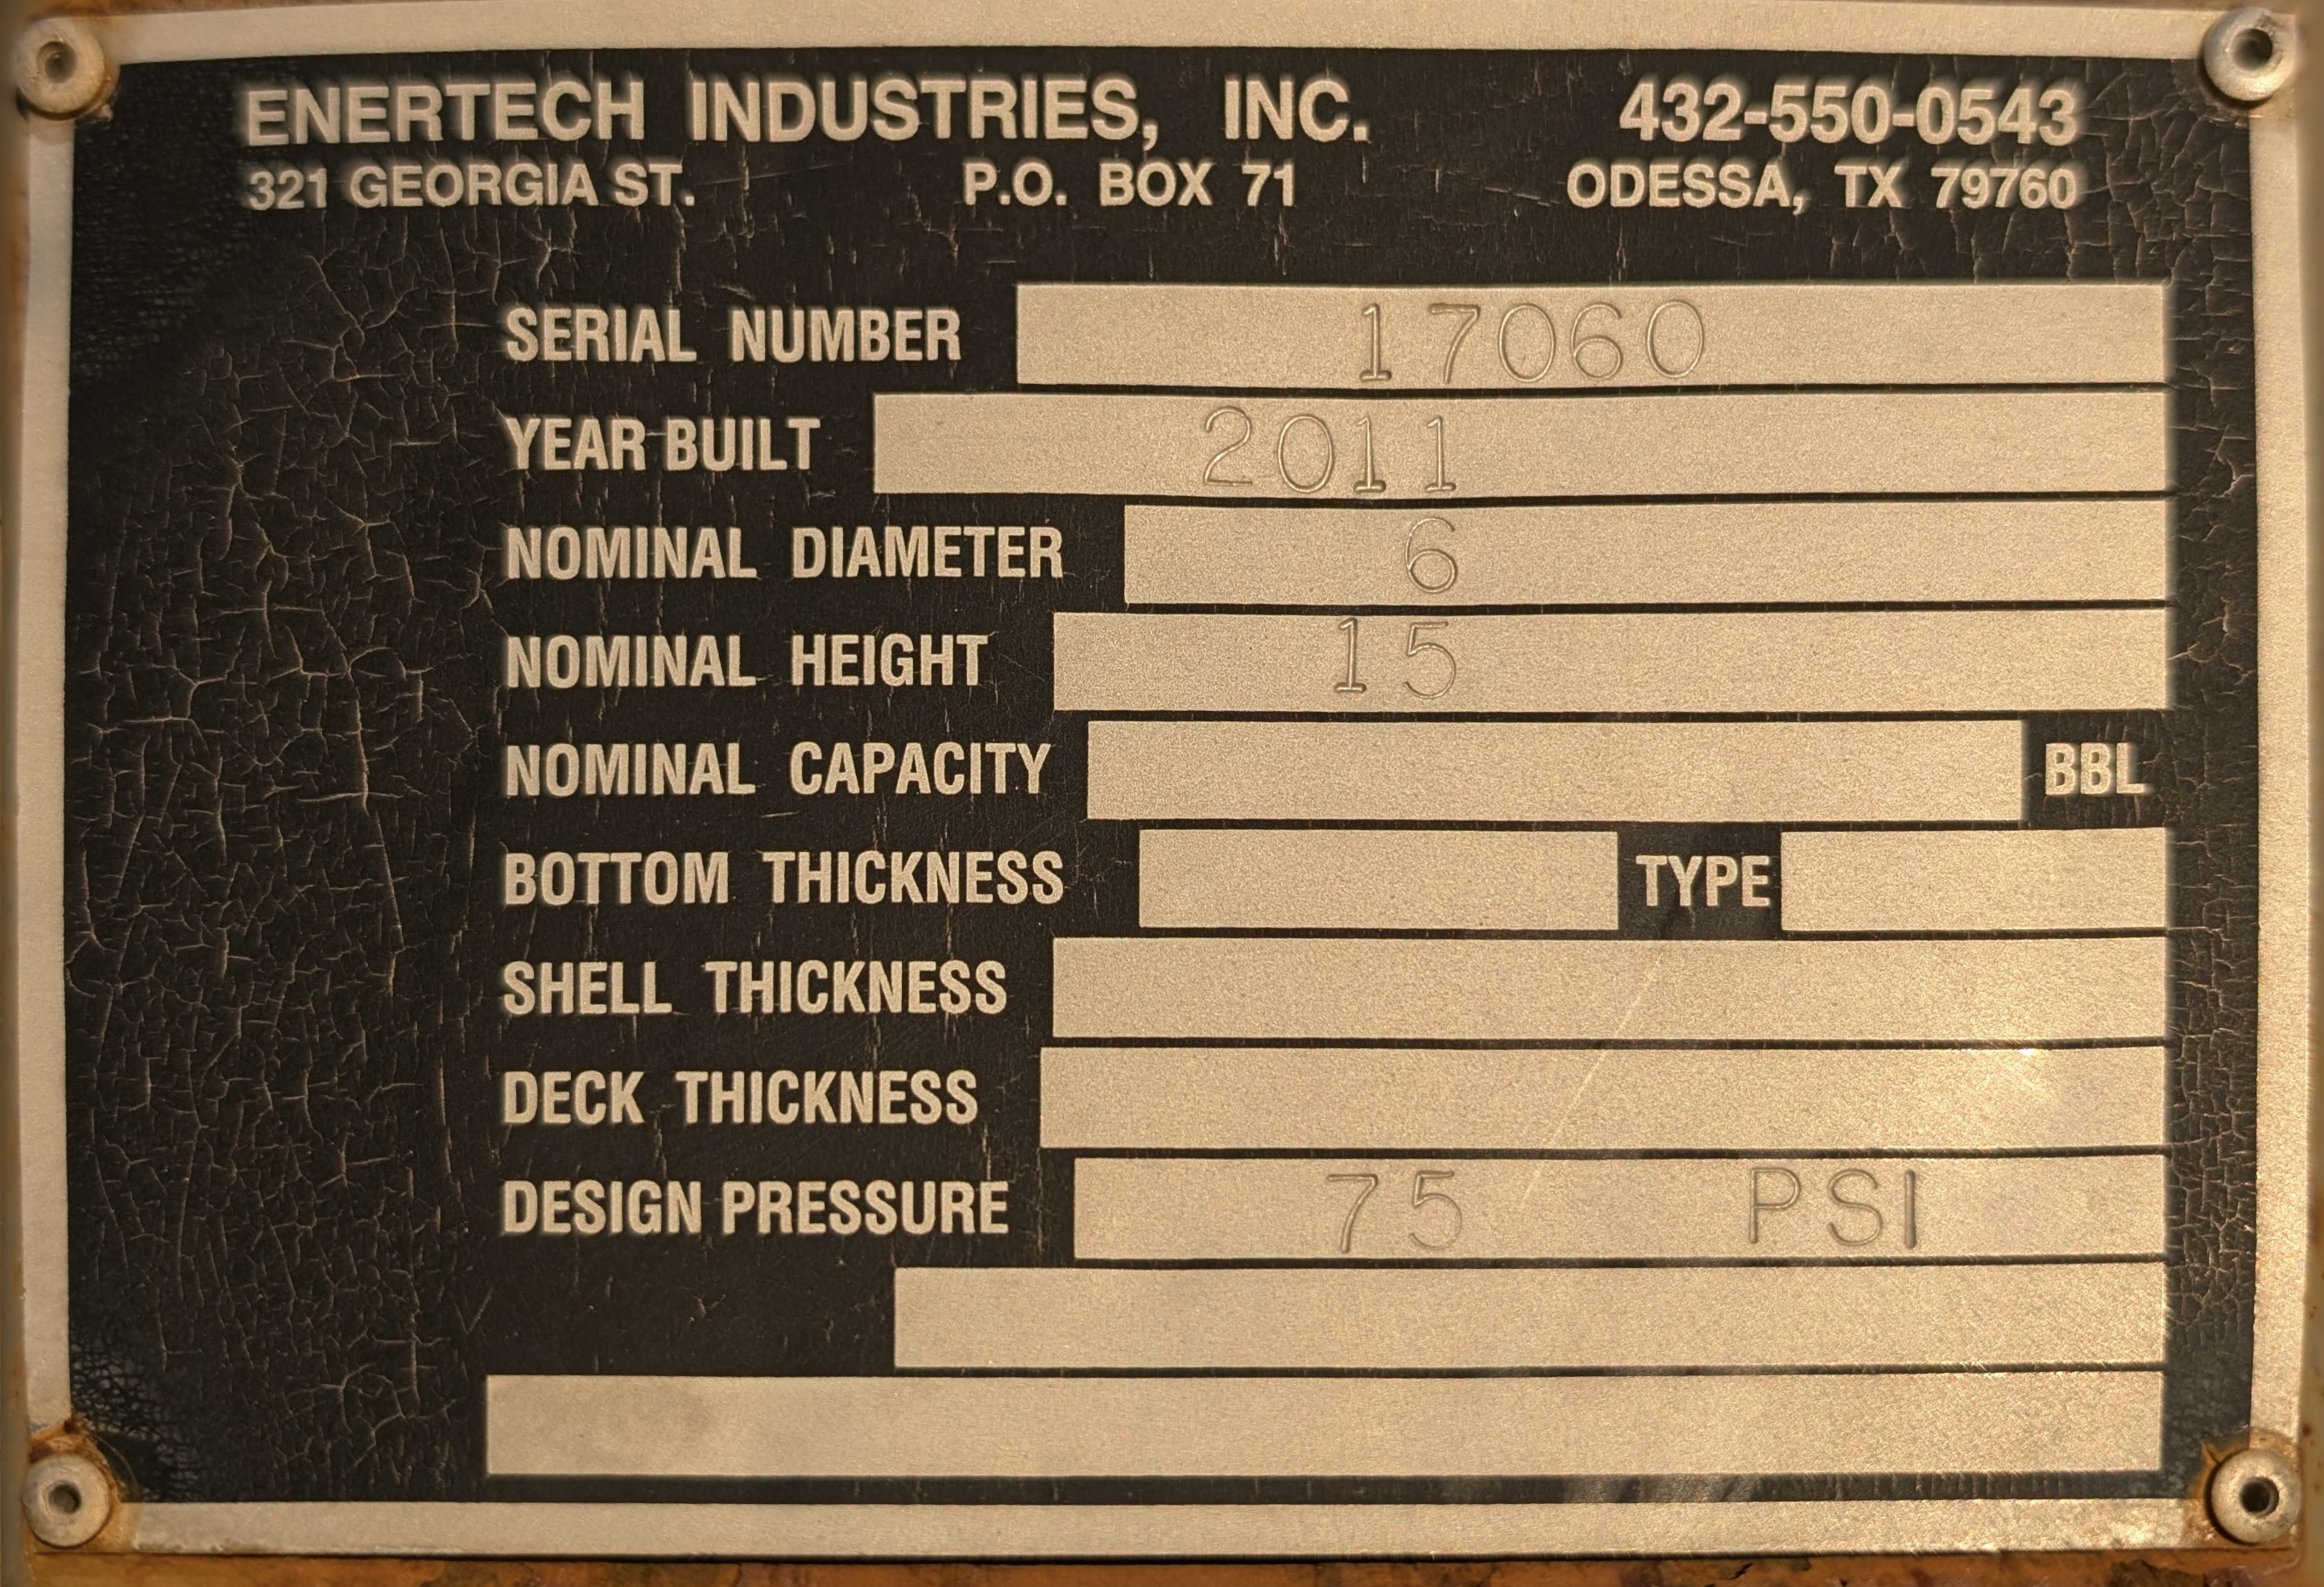 ENERTECH INDUSTRIES, INC. 432-550-0543
321 GEORGIA ST. P.O. BOX 71 ODESSA, TX 79760
SERIAL NUMBER 17060
YEAR BUILT 2011
NOMINAL DIAMETER 6
NOMINAL HEIGHT 15
NOMINAL CAPACITY BBL
BOTTOM THICKNESS TYPE
SHELL THICKNESS
DECK THICKNESS
DESIGN PRESSURE 75 PSI